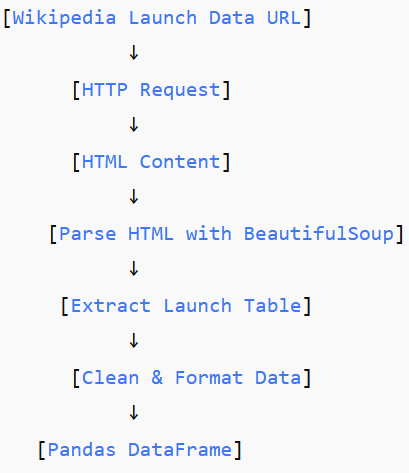 [Wikipedia Launch Data URL]
↓
[HTTP Request]
↓
[HTML Content]
↓
[Parse HTML with BeautifulSoup]
↓
[Extract Launch Table]
↓
[Clean & Format Data]
↓
[Pandas DataFrame]